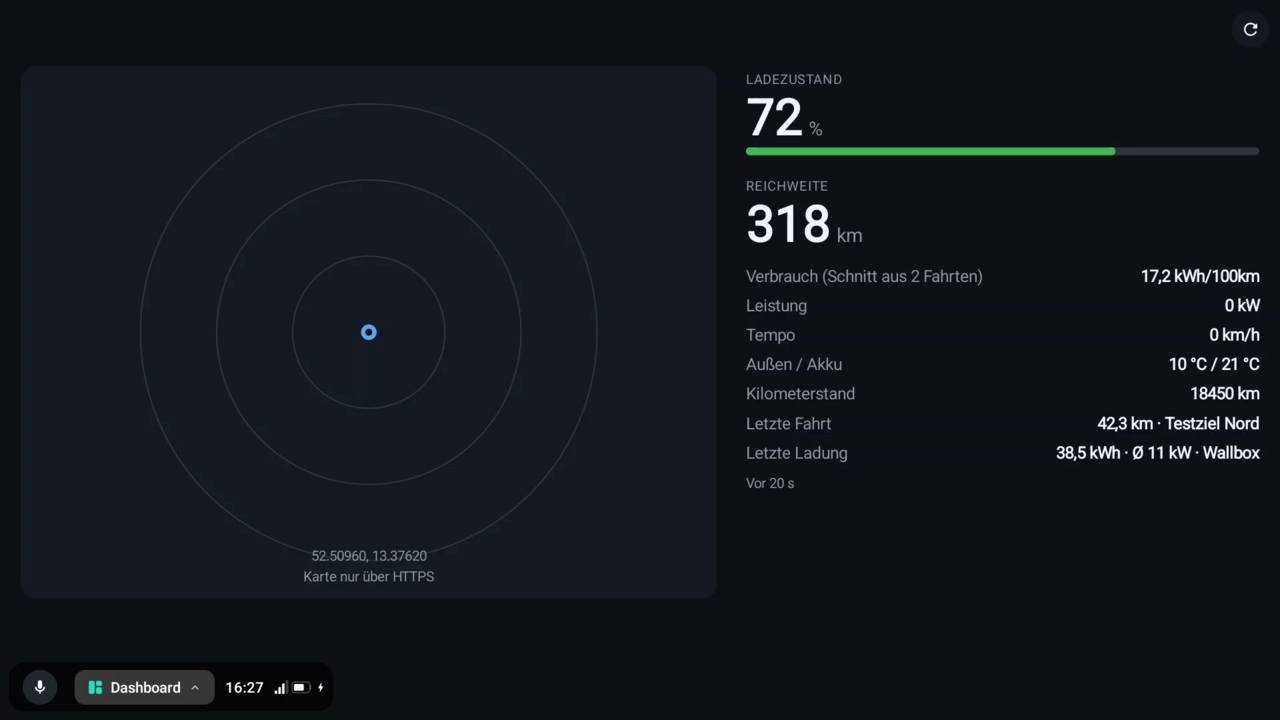 LADEZUSTAND
72 %
REICHWEITE
318 km
Verbrauch (Schnitt aus 2 Fahrten) 17,2 kWh/100km
Leistung 0 kW
Tempo 0 km/h
Außen / Akku 10 °C / 21 °C
Kilometerstand 18450 km
Letzte Fahrt 42,3 km · Testziel Nord
Letzte Ladung 38,5 kWh · Ø 11 kW · Wallbox
Vor 20 s
52.50960, 13.37620
Karte nur über HTTPS
Dashboard 16:27